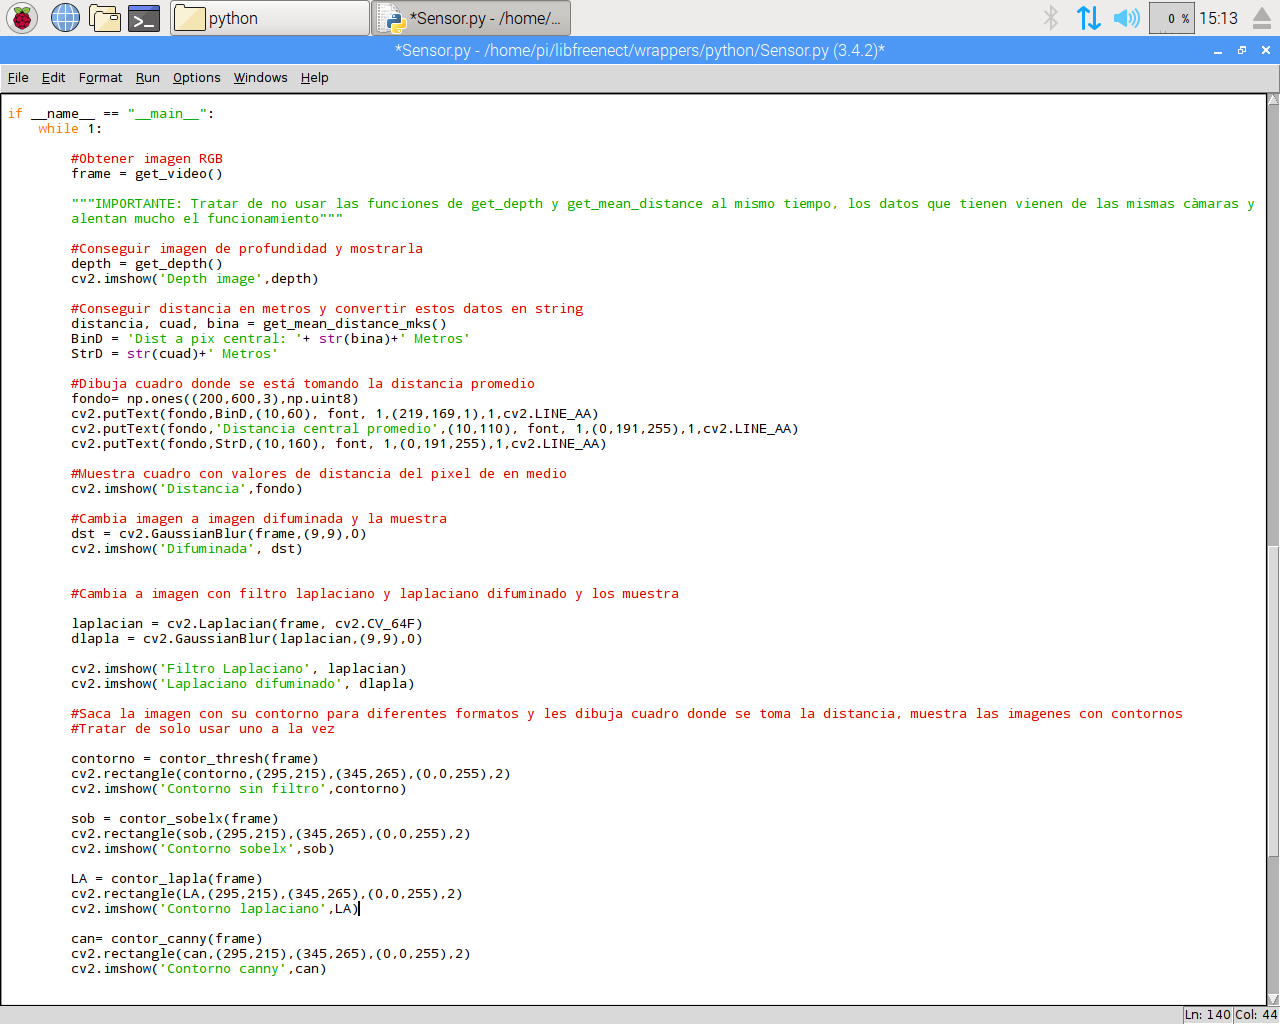 python
*Sensor.py - /home/...
0 %
15:13
*Sensor.py - /home/pi/libfreenect/wrappers/python/Sensor.py (3.4.2)*
File Edit Format Run Options Windows Help
if __name__ == "__main__":
    while 1:
        #Obtener imagen RGB
        frame = get_video()
        """IMPORTANTE: Tratar de no usar las funciones de get_depth y get_mean_distance al mismo tiempo, los datos que tienen vienen de las mismas càmaras y
        alentan mucho el funcionamiento"""
        #Conseguir imagen de profundidad y mostrarla
        depth = get_depth()
        cv2.imshow('Depth image',depth)
        #Conseguir distancia en metros y convertir estos datos en string
        distancia, cuad, bina = get_mean_distance_mks()
        BinD = 'Dist a pix central: '+ str(bina)+' Metros'
        StrD = str(cuad)+' Metros'
        #Dibuja cuadro donde se está tomando la distancia promedio
        fondo= np.ones((200,600,3),np.uint8)
        cv2.putText(fondo,BinD,(10,60), font, 1,(219,169,1),1,cv2.LINE_AA)
        cv2.putText(fondo,'Distancia central promedio',(10,110), font, 1,(0,191,255),1,cv2.LINE_AA)
        cv2.putText(fondo,StrD,(10,160), font, 1,(0,191,255),1,cv2.LINE_AA)
        #Muestra cuadro con valores de distancia del pixel de en medio
        cv2.imshow('Distancia',fondo)
        #Cambia imagen a imagen difuminada y la muestra
        dst = cv2.GaussianBlur(frame,(9,9),0)
        cv2.imshow('Difuminada', dst)
        #Cambia a imagen con filtro laplaciano y laplaciano difuminado y los muestra
        laplacian = cv2.Laplacian(frame, cv2.CV_64F)
        dlapla = cv2.GaussianBlur(laplacian,(9,9),0)
        cv2.imshow('Filtro Laplaciano', laplacian)
        cv2.imshow('Laplaciano difuminado', dlapla)
        #Saca la imagen con su contorno para diferentes formatos y les dibuja cuadro donde se toma la distancia, muestra las imagenes con contornos
        #Tratar de solo usar uno a la vez
        contorno = contor_thresh(frame)
        cv2.rectangle(contorno,(295,215),(345,265),(0,0,255),2)
        cv2.imshow('Contorno sin filtro',contorno)
        sob = contor_sobelx(frame)
        cv2.rectangle(sob,(295,215),(345,265),(0,0,255),2)
        cv2.imshow('Contorno sobelx',sob)
        LA = contor_lapla(frame)
        cv2.rectangle(LA,(295,215),(345,265),(0,0,255),2)
        cv2.imshow('Contorno laplaciano',LA)
        can= contor_canny(frame)
        cv2.rectangle(can,(295,215),(345,265),(0,0,255),2)
        cv2.imshow('Contorno canny',can)
Ln: 140 Col: 44